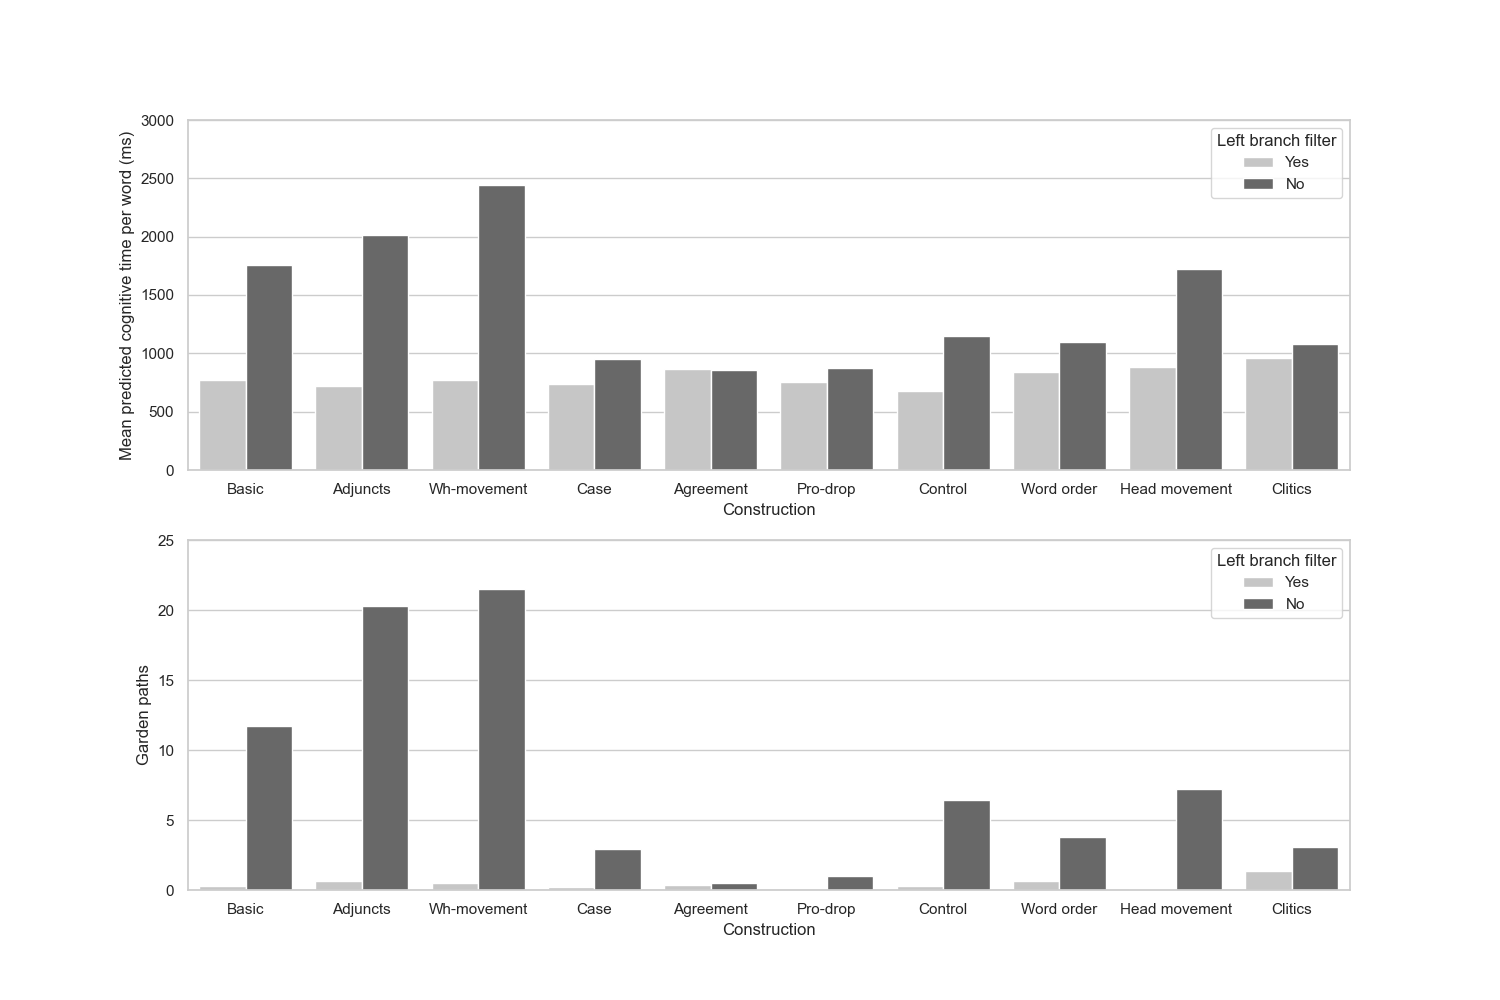 Mean predicted cognitive time per word (ms)
3000
2500
2000
1500
1000
500
0
Left branch filter
Yes
No
Basic Adjuncts Wh-movement Case Agreement Pro-drop Control Word order Head movement Clitics
Construction
Garden paths
25
20
15
10
5
0
Left branch filter
Yes
No
Basic Adjuncts Wh-movement Case Agreement Pro-drop Control Word order Head movement Clitics
Construction